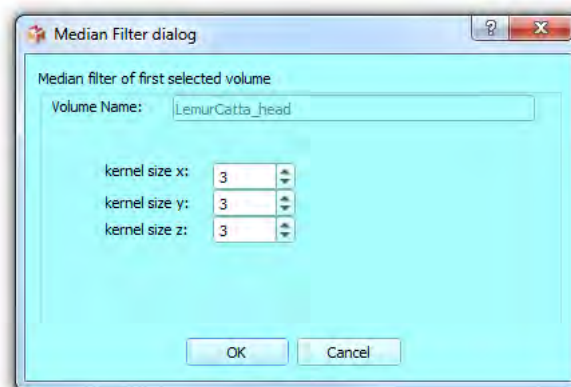 Median Filter dialog
Median filter of first selected volume
Volume Name: LemurCatta_head
kernel size x: 3
kernel size y: 3
kernel size z: 3
OK Cancel